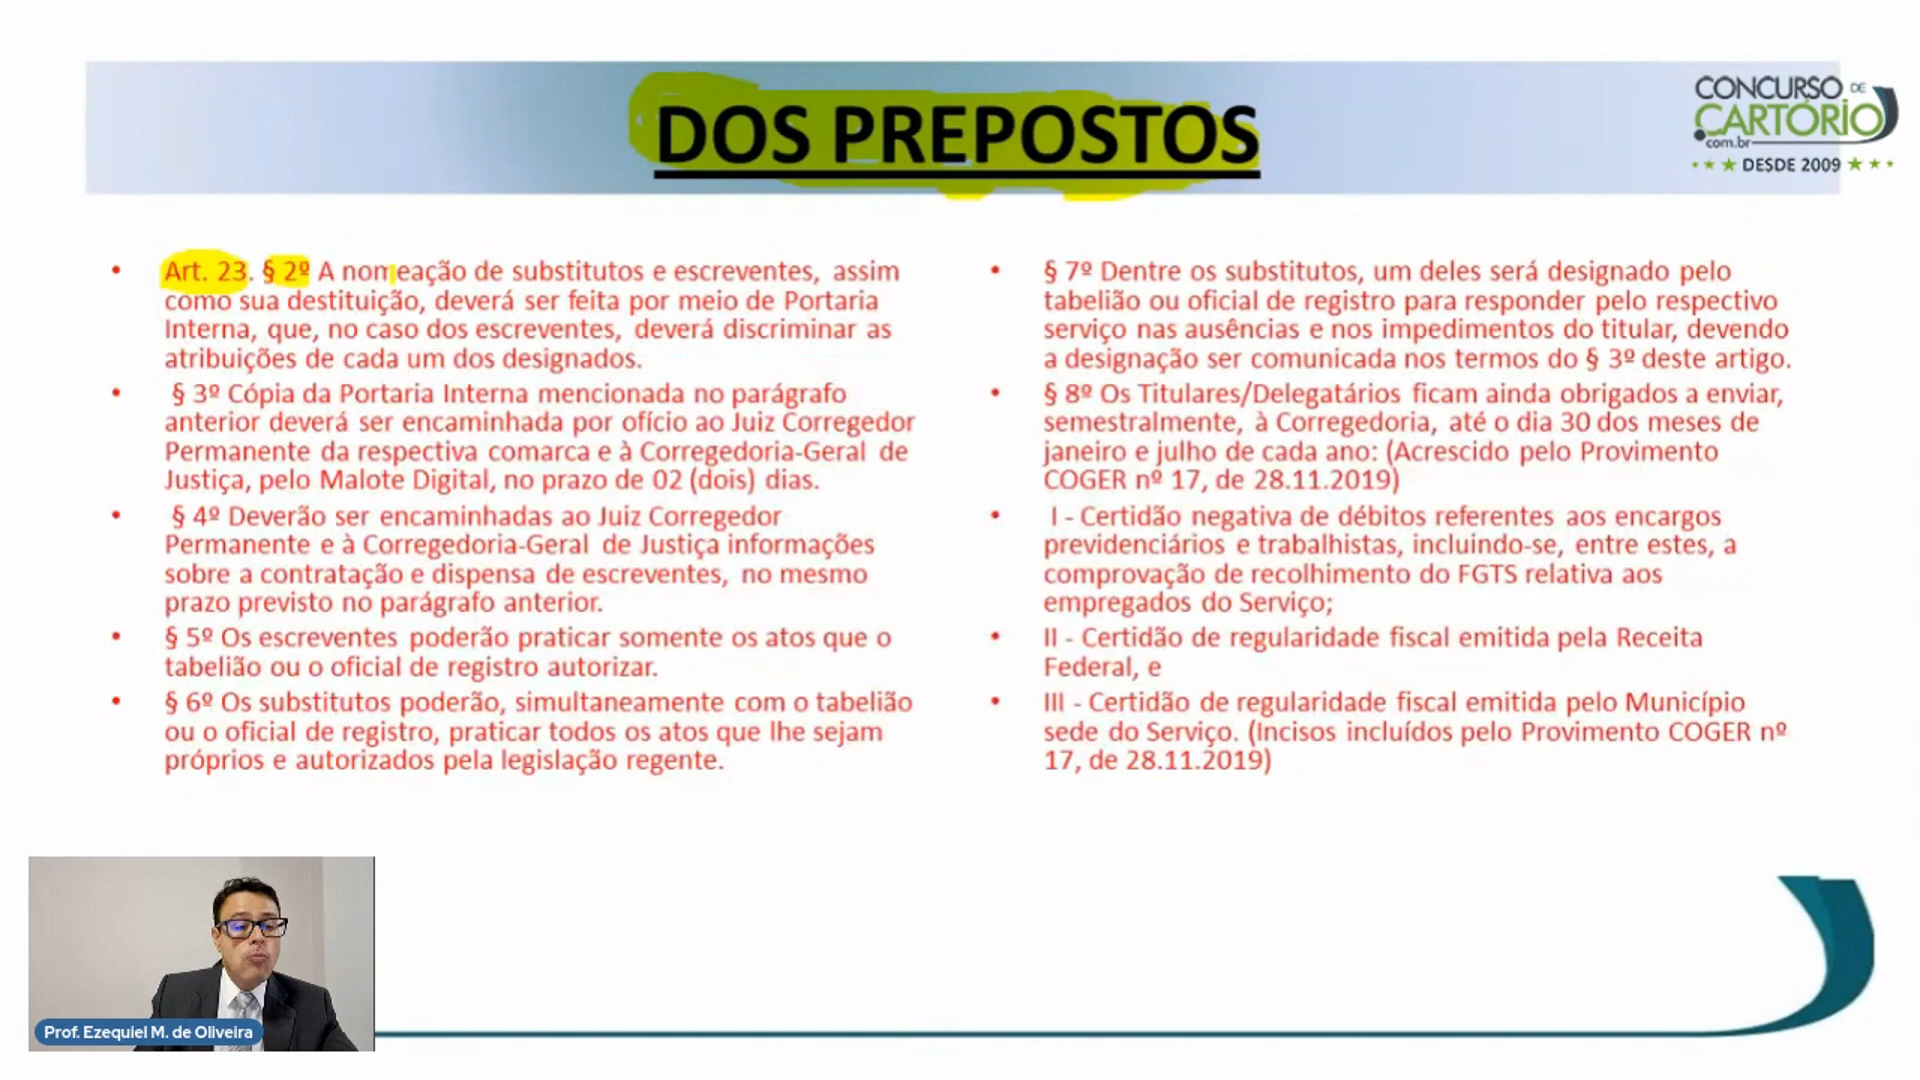 DOS PREPOSTOS
CONCURSO DE
CARTÓRIO
.com.br
DESDE 2009
• Art. 23. § 2º A nomeação de substitutos e escreventes, assim
como sua destituição, deverá ser feita por meio de Portaria
Interna, que, no caso dos escreventes, deverá discriminar as
atribuições de cada um dos designados.
• § 3º Cópia da Portaria Interna mencionada no parágrafo
anterior deverá ser encaminhada por ofício ao Juiz Corregedor
Permanente da respectiva comarca e à Corregedoria-Geral de
Justiça, pelo Malote Digital, no prazo de 02 (dois) dias.
• § 4º Deverão ser encaminhadas ao Juiz Corregedor
Permanente e à Corregedoria-Geral de Justiça informações
sobre a contratação e dispensa de escreventes, no mesmo
prazo previsto no parágrafo anterior.
• § 5º Os escreventes poderão praticar somente os atos que o
tabelião ou o oficial de registro autorizar.
• § 6º Os substitutos poderão, simultaneamente com o tabelião
ou o oficial de registro, praticar todos os atos que lhe sejam
próprios e autorizados pela legislação regente.
• § 7º Dentre os substitutos, um deles será designado pelo
tabelião ou oficial de registro para responder pelo respectivo
serviço nas ausências e nos impedimentos do titular, devendo
a designação ser comunicada nos termos do § 3º deste artigo.
• § 8º Os Titulares/Delegatários ficam ainda obrigados a enviar,
semestralmente, à Corregedoria, até o dia 30 dos meses de
janeiro e julho de cada ano: (Acrescido pelo Provimento
COGER nº 17, de 28.11.2019)
• I - Certidão negativa de débitos referentes aos encargos
previdenciários e trabalhistas, incluindo-se, entre estes, a
comprovação de recolhimento do FGTS relativa aos
empregados do Serviço;
• II - Certidão de regularidade fiscal emitida pela Receita
Federal, e
• III - Certidão de regularidade fiscal emitida pelo Município
sede do Serviço. (Incisos incluídos pelo Provimento COGER nº
17, de 28.11.2019)
Prof. Ezequiel M. de Oliveira